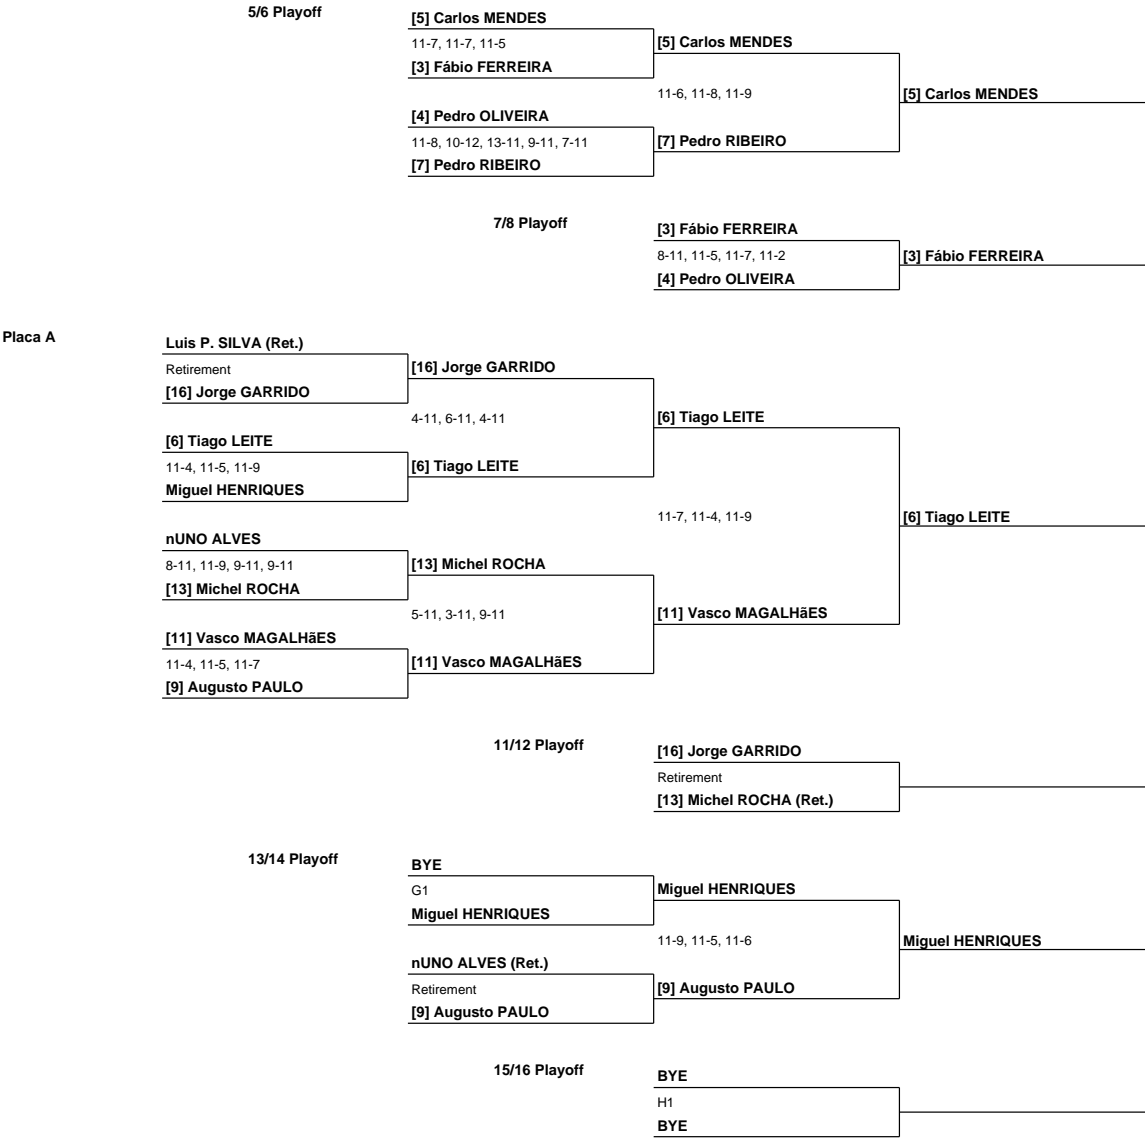 5/6 Playoff
[5] Carlos MENDES
11-7, 11-7, 11-5
[5] Carlos MENDES
[3] Fábio FERREIRA
11-6, 11-8, 11-9
[5] Carlos MENDES
[4] Pedro OLIVEIRA
11-8, 10-12, 13-11, 9-11, 7-11
[7] Pedro RIBEIRO
[7] Pedro RIBEIRO
7/8 Playoff
[3] Fábio FERREIRA
8-11, 11-5, 11-7, 11-2
[3] Fábio FERREIRA
[4] Pedro OLIVEIRA
Placa A
Luis P. SILVA (Ret.)
Retirement
[16] Jorge GARRIDO
[16] Jorge GARRIDO
4-11, 6-11, 4-11
[6] Tiago LEITE
[6] Tiago LEITE
11-4, 11-5, 11-9
[6] Tiago LEITE
Miguel HENRIQUES
11-7, 11-4, 11-9
[6] Tiago LEITE
nUNO ALVES
8-11, 11-9, 9-11, 9-11
[13] Michel ROCHA
[13] Michel ROCHA
5-11, 3-11, 9-11
[11] Vasco MAGALHãES
[11] Vasco MAGALHãES
11-4, 11-5, 11-7
[11] Vasco MAGALHãES
[9] Augusto PAULO
11/12 Playoff
[16] Jorge GARRIDO
Retirement
[13] Michel ROCHA (Ret.)
13/14 Playoff
BYE
G1
Miguel HENRIQUES
Miguel HENRIQUES
11-9, 11-5, 11-6
Miguel HENRIQUES
nUNO ALVES (Ret.)
Retirement
[9] Augusto PAULO
[9] Augusto PAULO
15/16 Playoff
BYE
H1
BYE